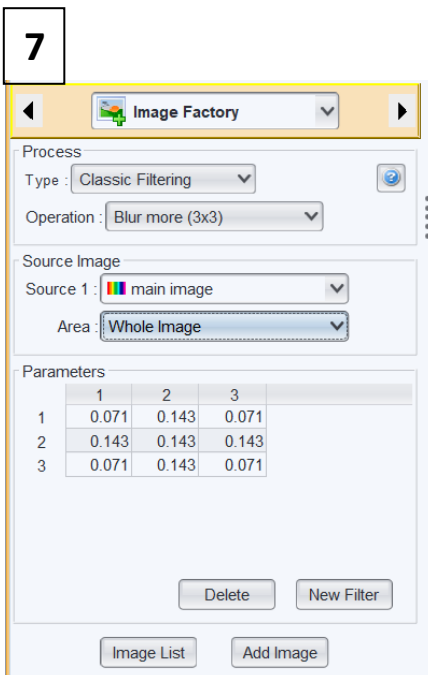 7
Image Factory
Process
Type : Classic Filtering
Operation : Blur more (3x3)
Source Image
Source 1 : main image
Area : Whole Image
Parameters
1 2 3
1 0.071 0.143 0.071
2 0.143 0.143 0.143
3 0.071 0.143 0.071
Delete New Filter
Image List Add Image